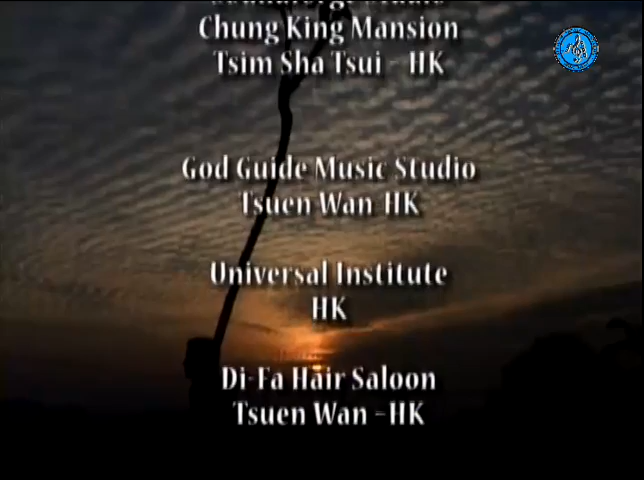 Chung King Mansion
Tsim Sha Tsui - HK
God Guide Music Studio
Tsuen Wan HK
Universal Institute
HK
Di-Fa Hair Saloon
Tsuen Wan -HK